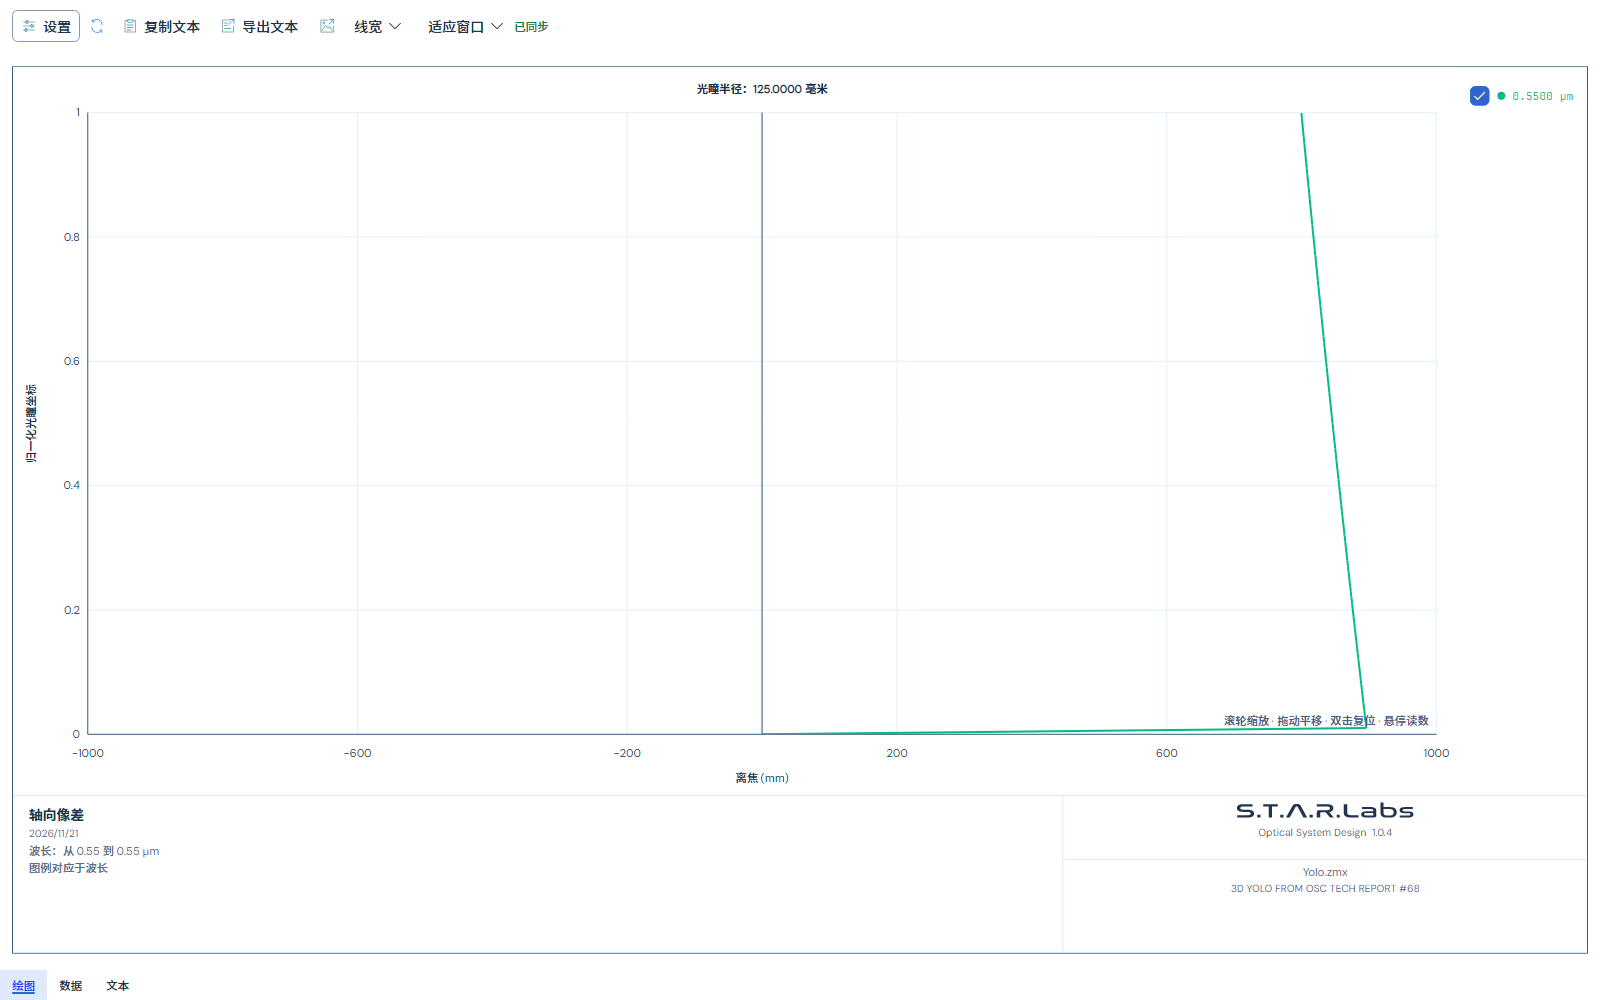 设置 复制文本 导出文本 线宽 适应窗口 已同步
光瞳半径：125.0000 毫米
0.5500 µm
1
0.8
0.6
0.4
0.2
0
归一化光瞳坐标
滚轮缩放 · 拖动平移 · 双击复位 · 悬停读数
-1000 -600 -200 200 600 1000
离焦 (mm)
轴向像差
2026/11/21
波长：从 0.55 到 0.55 µm
图例对应于波长
S.T.A.R.Labs
Optical System Design 1.0.4
Yolo.zmx
3D YOLO FROM OSC TECH REPORT #68
绘图 数据 文本